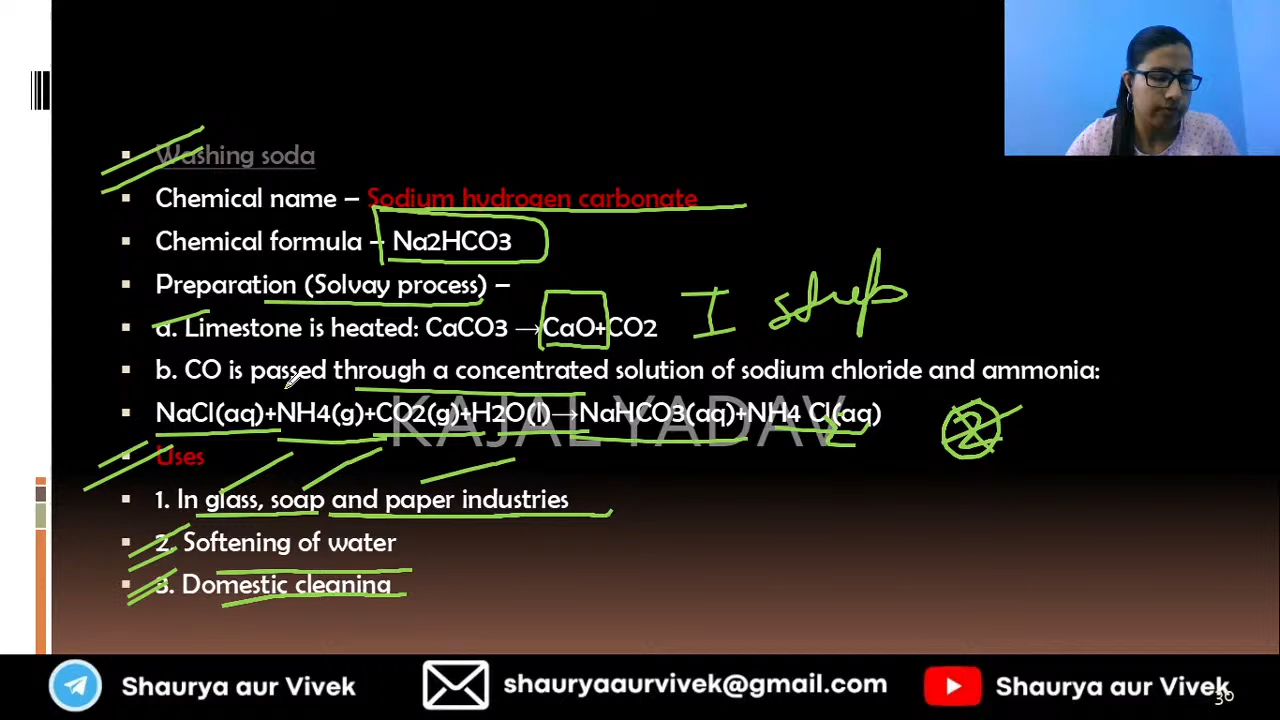 Washing soda
Chemical name – Sodium hydrogen carbonate
Chemical formula – Na2HCO3
Preparation (Solvay process) –
a. Limestone is heated: CaCO3 →CaO+CO2
I step
b. CO is passed through a concentrated solution of sodium chloride and ammonia:
NaCl(aq)+NH4(g)+CO2(g)+H2O(l)→NaHCO3(aq)+NH4 Cl(aq)
2
KAJAL YADAV
Uses
1. In glass, soap and paper industries
2. Softening of water
3. Domestic cleaning
Shaurya aur Vivek shauryaaurvivek@gmail.com Shaurya aur Vivek
30